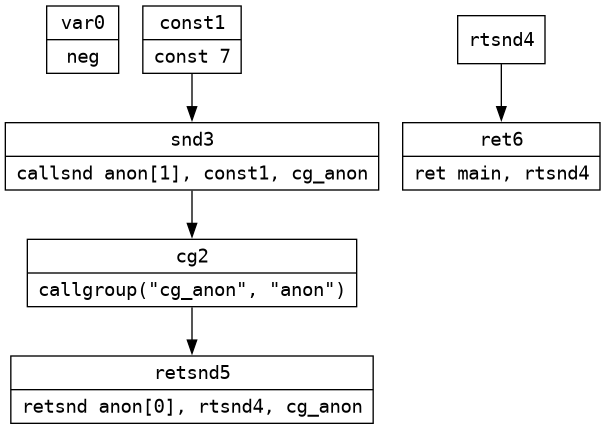 var0
neg
const1
const 7
rtsnd4
snd3
callsnd anon[1], const1, cg_anon
ret6
ret main, rtsnd4
cg2
callgroup("cg_anon", "anon")
retsnd5
retsnd anon[0], rtsnd4, cg_anon